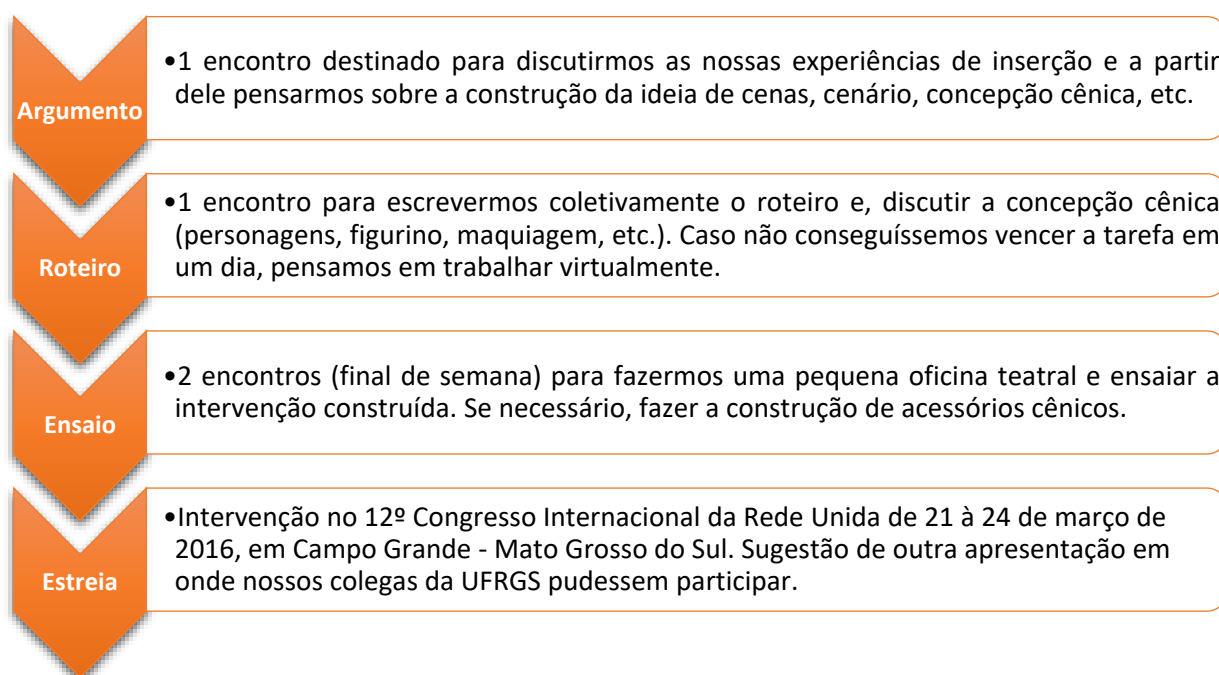 Argumento
•1 encontro destinado para discutirmos as nossas experiências de inserção e a partir
dele pensarmos sobre a construção da ideia de cenas, cenário, concepção cênica, etc.
Roteiro
•1 encontro para escrevermos coletivamente o roteiro e, discutir a concepção cênica
(personagens, figurino, maquiagem, etc.). Caso não conseguíssemos vencer a tarefa em
um dia, pensamos em trabalhar virtualmente.
Ensaio
•2 encontros (final de semana) para fazermos uma pequena oficina teatral e ensaiar a
intervenção construída. Se necessário, fazer a construção de acessórios cênicos.
Estreia
•Intervenção no 12º Congresso Internacional da Rede Unida de 21 à 24 de março de
2016, em Campo Grande - Mato Grosso do Sul. Sugestão de outra apresentação em
onde nossos colegas da UFRGS pudessem participar.